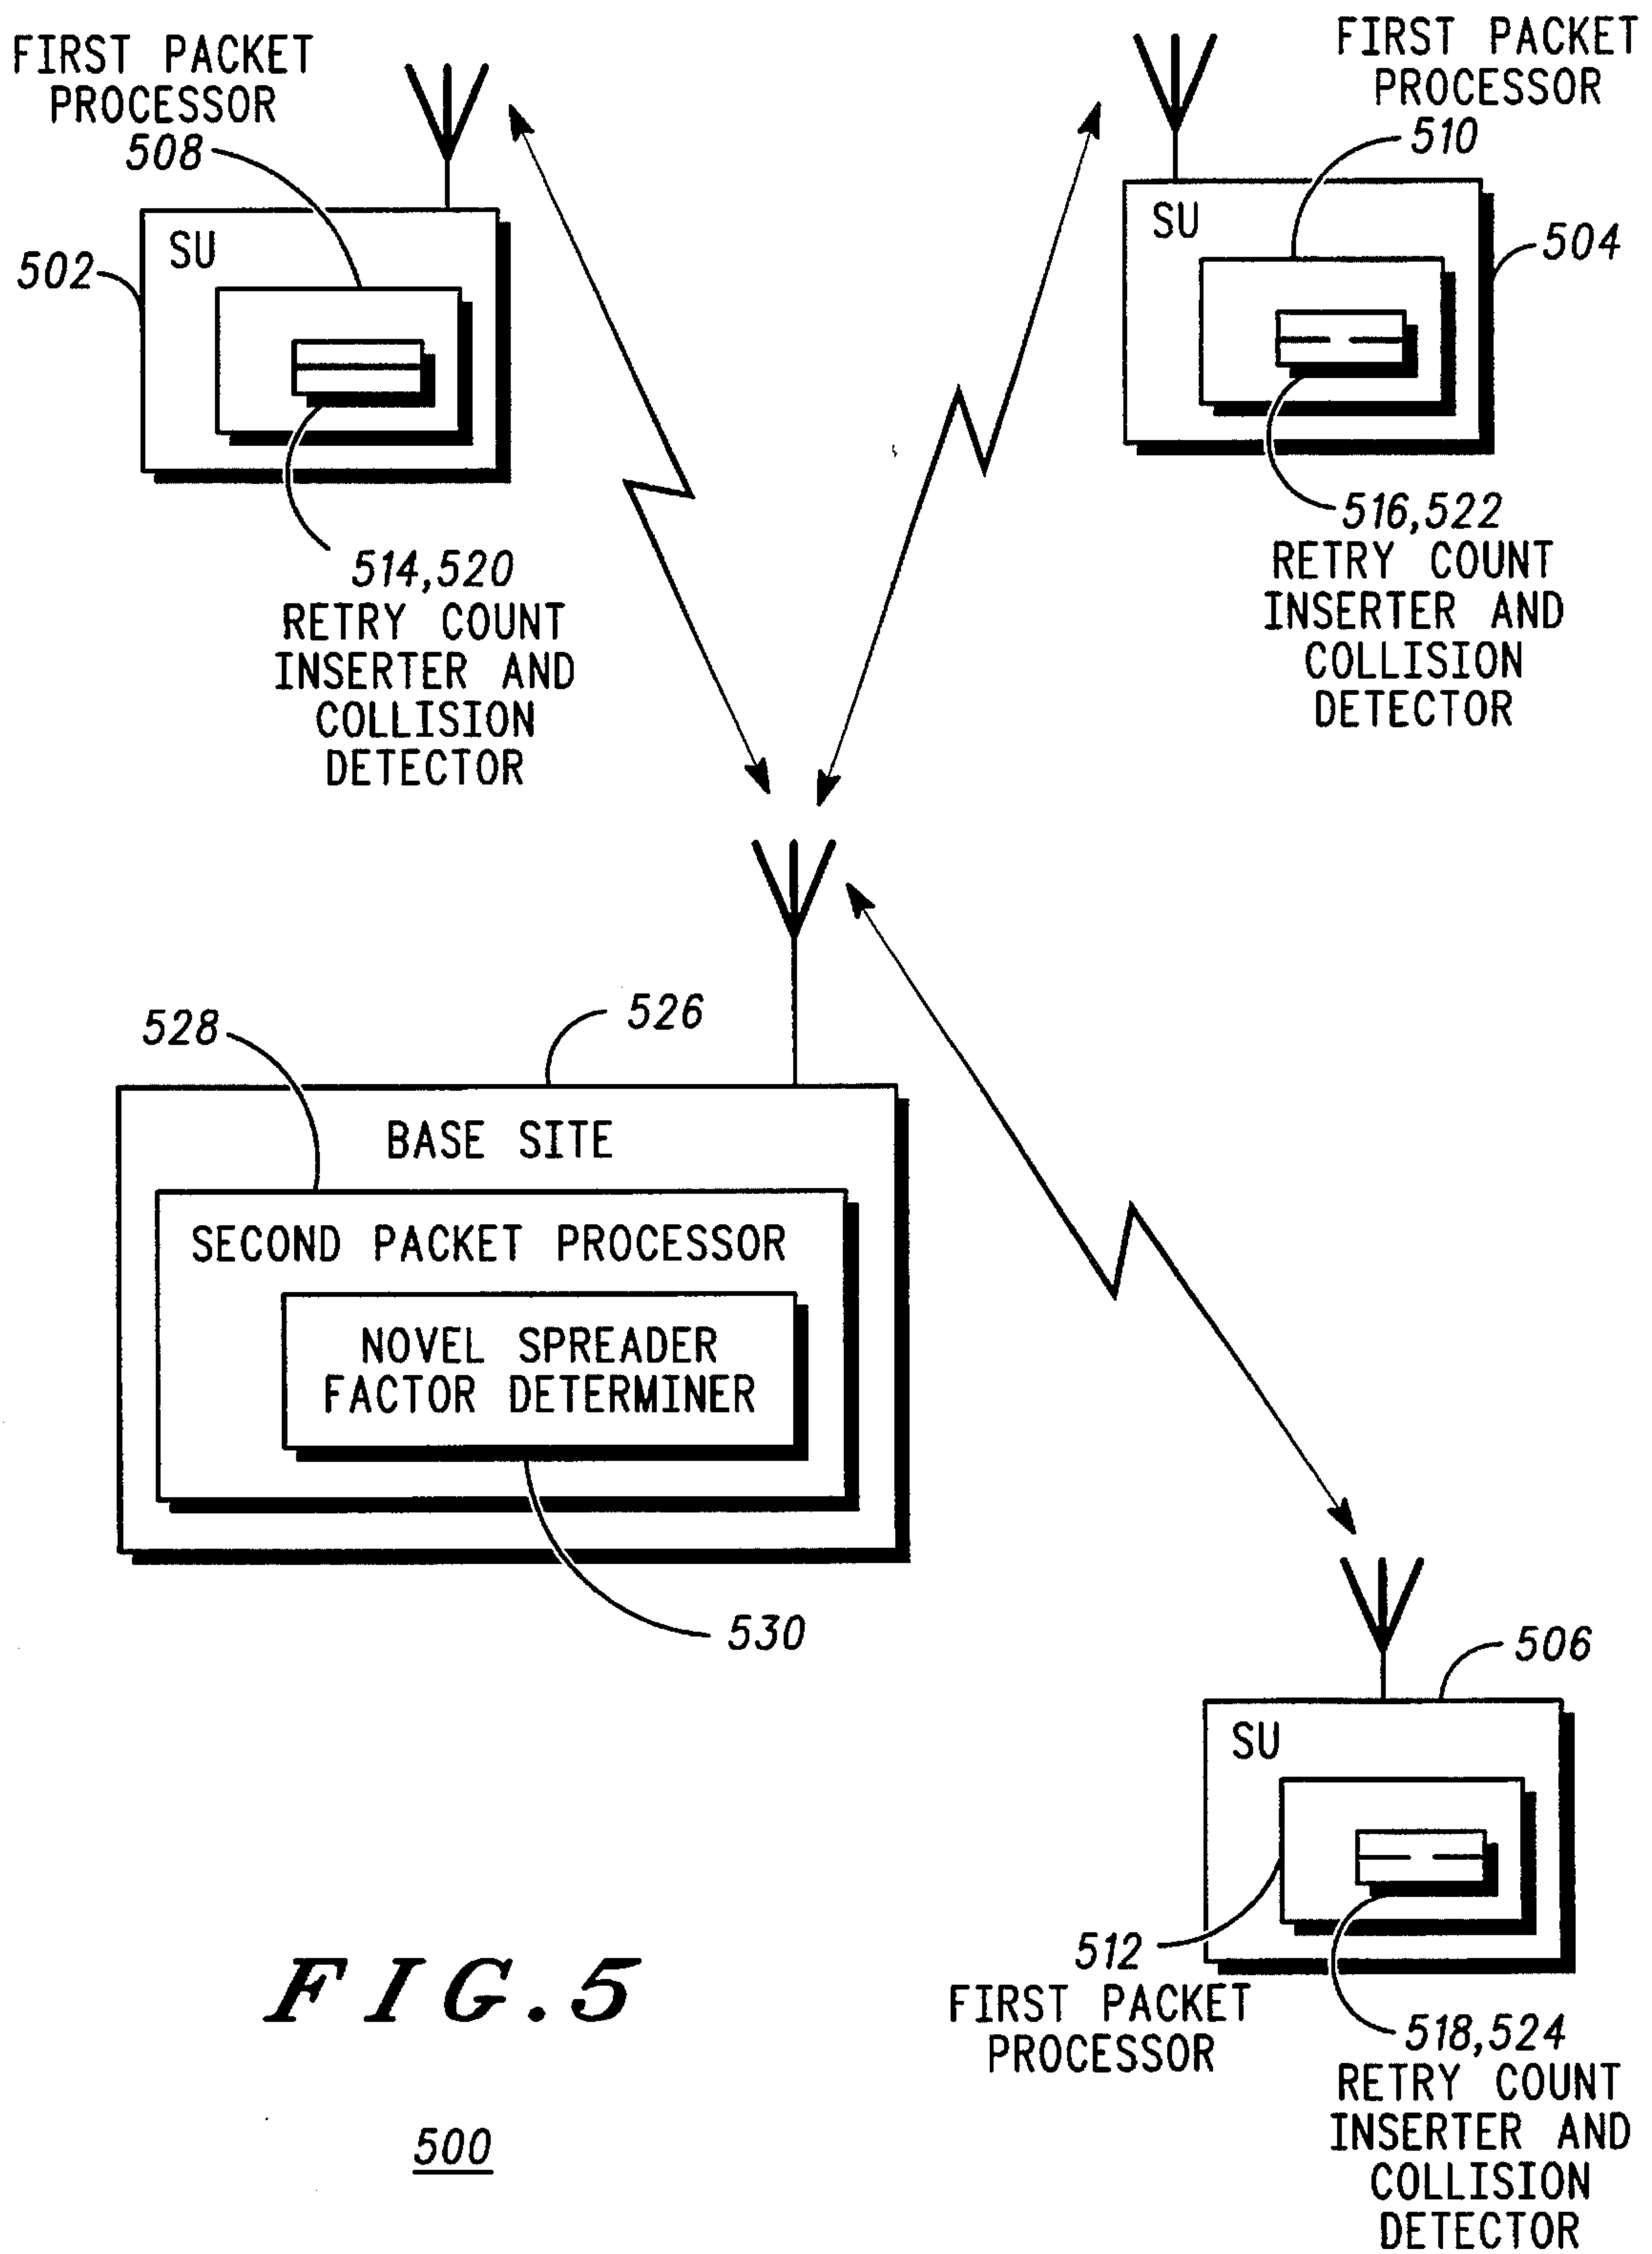 FIRST PACKET
PROCESSOR
508
SU
502
514,520
RETRY COUNT
INSERTER AND
COLLISION
DETECTOR
FIRST PACKET
PROCESSOR
510
SU
504
516,522
RETRY COUNT
INSERTER AND
COLLISION
DETECTOR
526
528
BASE SITE
SECOND PACKET PROCESSOR
NOVEL SPREADER
FACTOR DETERMINER
530
506
SU
512
FIRST PACKET
PROCESSOR
518,524
RETRY COUNT
INSERTER AND
COLLISION
DETECTOR
FIG.5
500